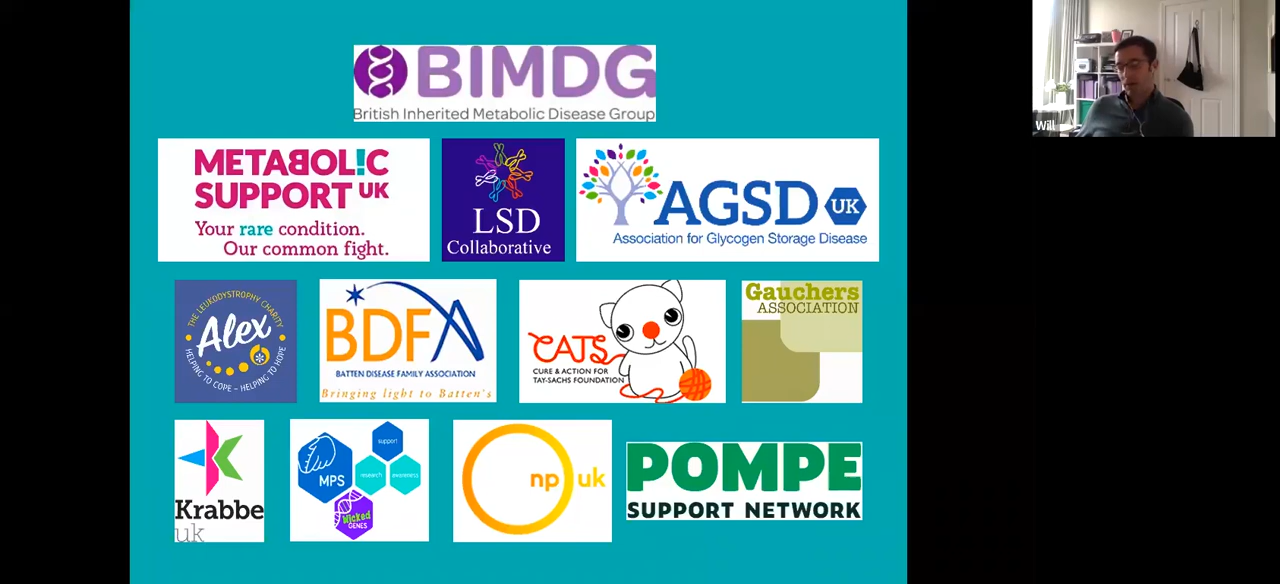 BIMDG
British Inherited Metabolic Disease Group
Will
METABOL!C
SUPPORT UK
Your rare condition.
Our common fight.
LSD
Collaborative
AGSD UK
Association for Glycogen Storage Disease
THE LEUKODYSTROPHY CHARITY
Alex
HELPING TO COPE – HELPING TO HOPE
BDFA
BATTEN DISEASE FAMILY ASSOCIATION
Bringing light to Batten's
CATS
CURE & ACTION FOR
TAY-SACHS FOUNDATION
Gauchers
ASSOCIATION
Krabbe
uk
MPS
support
research
awareness
Wicked
GENES
np uk
POMPE
SUPPORT NETWORK